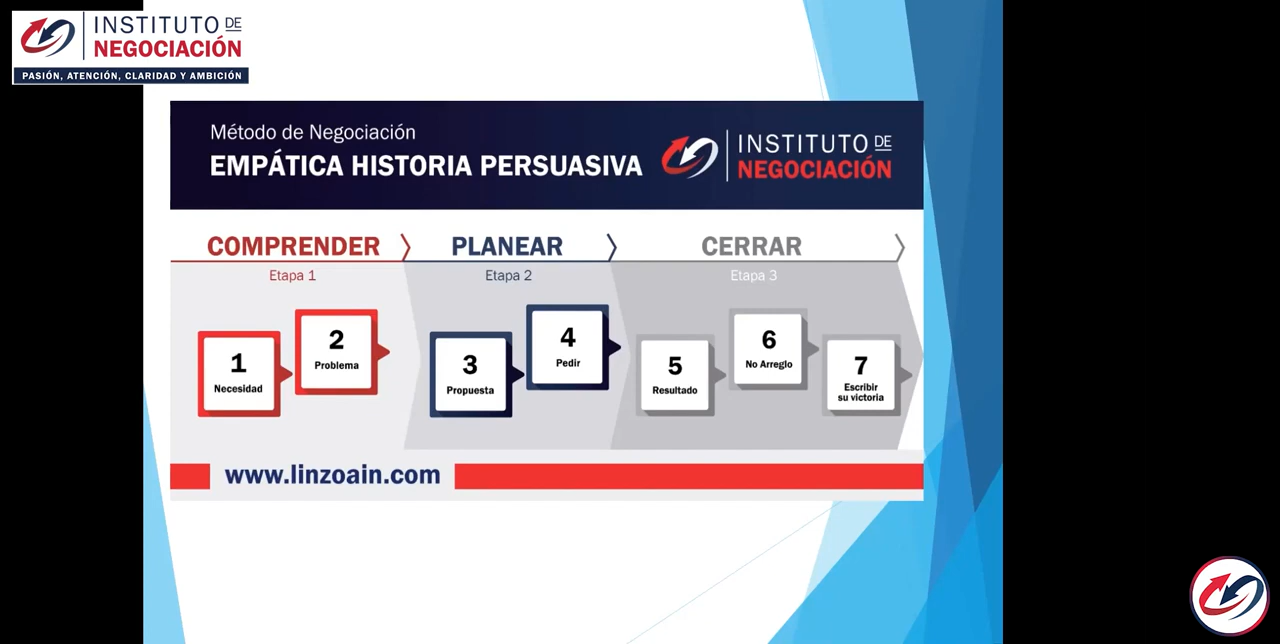 INSTITUTO DE
NEGOCIACIÓN
PASIÓN, ATENCIÓN, CLARIDAD Y AMBICIÓN
Método de Negociación
EMPÁTICA HISTORIA PERSUASIVA
INSTITUTO DE
NEGOCIACIÓN
COMPRENDER
PLANEAR
CERRAR
Etapa 1
Etapa 2
Etapa 3
1
Necesidad
2
Problema
3
Propuesta
4
Pedir
5
Resultado
6
No Arreglo
7
Escribir
su victoria
www.linzoain.com